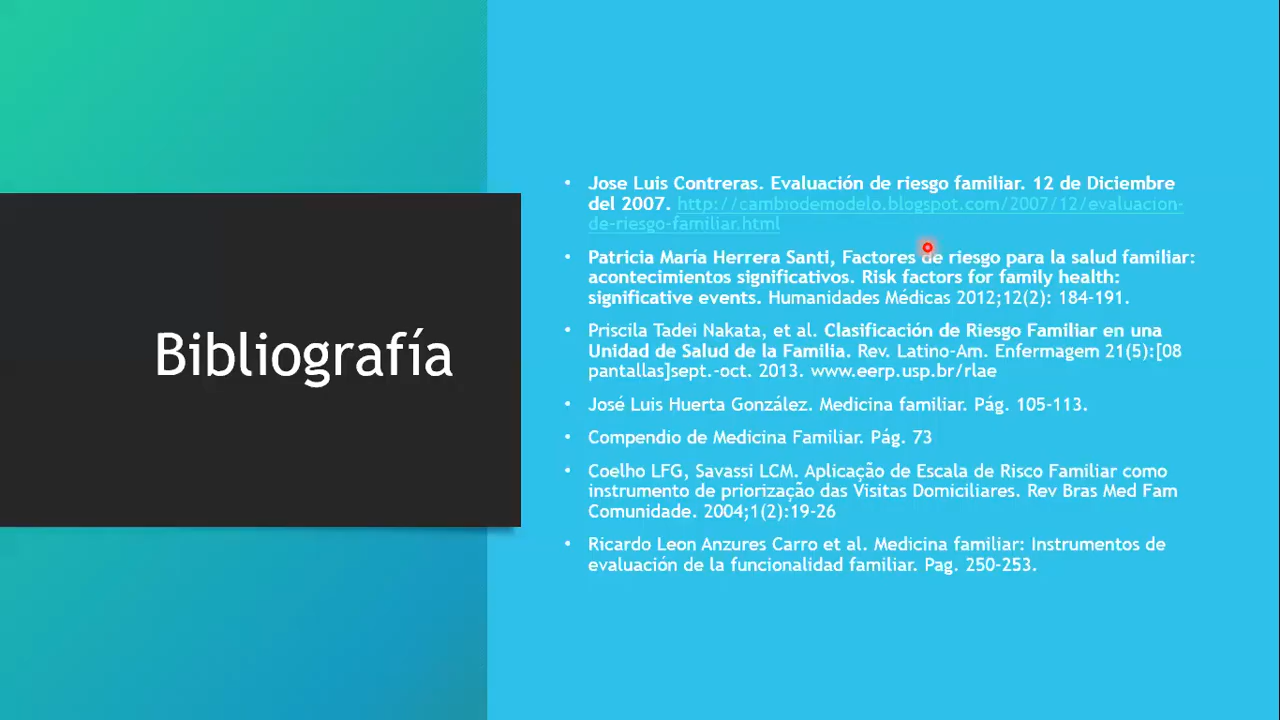 Bibliografía
• Jose Luis Contreras. Evaluación de riesgo familiar. 12 de Diciembre
del 2007. http://cambiodemodelo.blogspot.com/2007/12/evaluacion-
de-riesgo-familiar.html
• Patricia María Herrera Santi, Factores de riesgo para la salud familiar:
acontecimientos significativos. Risk factors for family health:
significative events. Humanidades Médicas 2012;12(2): 184-191.
• Priscila Tadei Nakata, et al. Clasificación de Riesgo Familiar en una
Unidad de Salud de la Familia. Rev. Latino-Am. Enfermagem 21(5):[08
pantallas]sept.-oct. 2013. www.eerp.usp.br/rlae
• José Luis Huerta González. Medicina familiar. Pág. 105-113.
• Compendio de Medicina Familiar. Pág. 73
• Coelho LFG, Savassi LCM. Aplicação de Escala de Risco Familiar como
instrumento de priorização das Visitas Domiciliares. Rev Bras Med Fam
Comunidade. 2004;1(2):19-26
• Ricardo Leon Anzures Carro et al. Medicina familiar: Instrumentos de
evaluación de la funcionalidad familiar. Pag. 250-253.